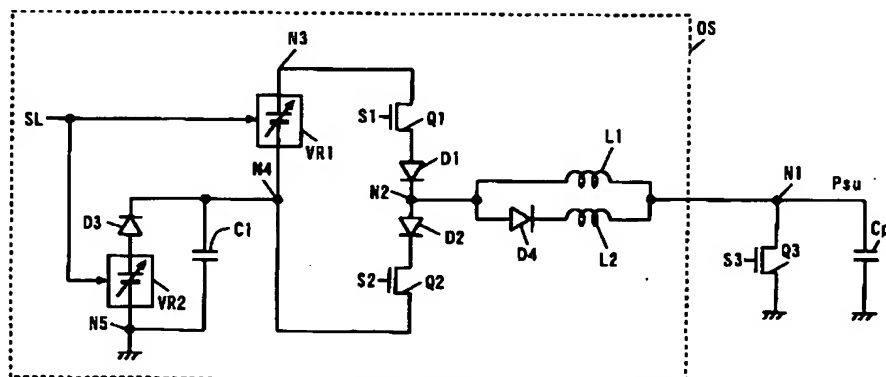 OS
N3
SL
S1
Q1
VR1
L1
D1
N4
N2
N1
Psu
D3
C1
D2
D4
L2
S3
Q3
Cp
VR2
S2
Q2
N5